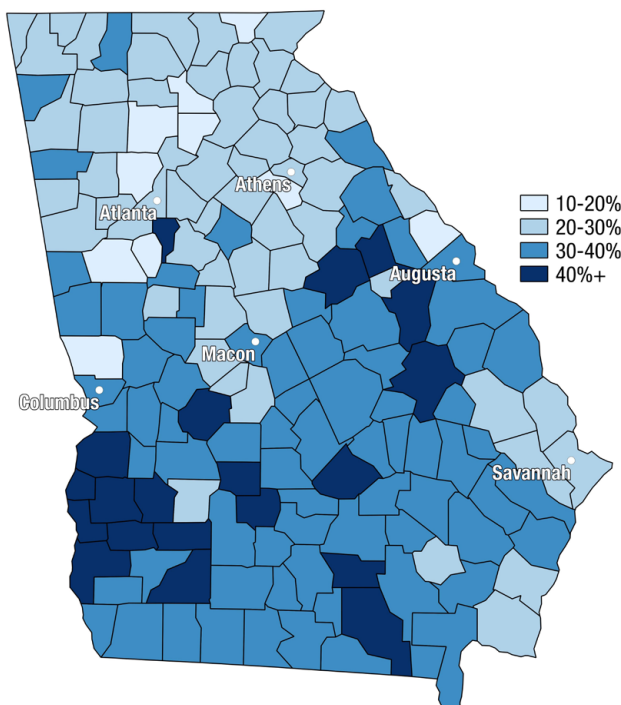 Athens
10-20%
Atlanta
20-30%
30-40%
Augusta
40%+
Macon
Columbus
Savannah